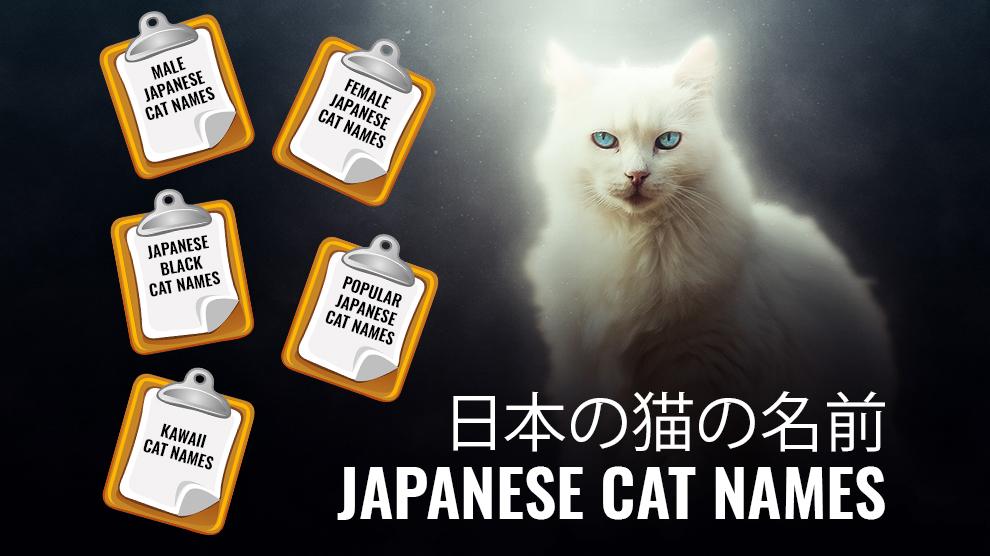 MALE
JAPANESE
CAT NAMES
FEMALE
JAPANESE
CAT NAMES
JAPANESE
BLACK
CAT NAMES
POPULAR
JAPANESE
CAT NAMES
KAWAII
CAT NAMES
日本の猫の名前
JAPANESE CAT NAMES